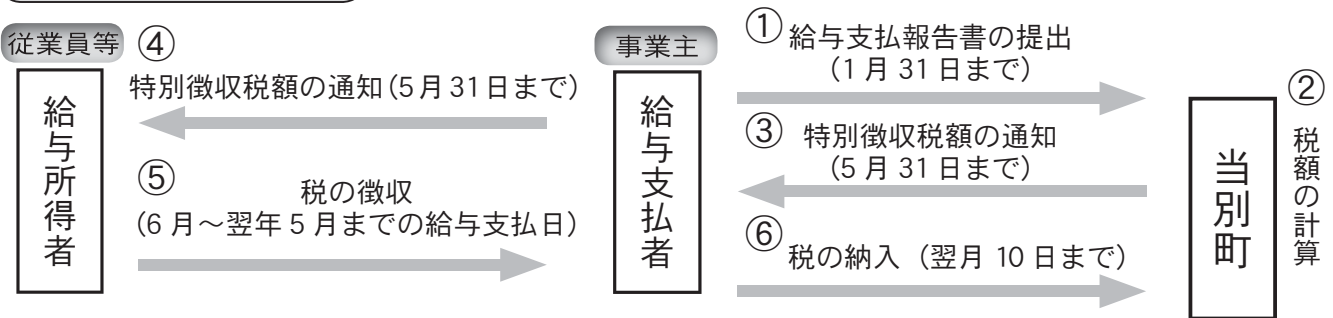 従業員等
給与所得者
④
特別徴収税額の通知(5月31日まで)
⑤
税の徴収
(6月〜翌年5月までの給与支払日)
事業主
給与支払者
①給与支払報告書の提出
(1月31日まで)
③ 特別徴収税額の通知
(5月31日まで)
⑥税の納入(翌月10日まで)
当別町
②
税額の計算